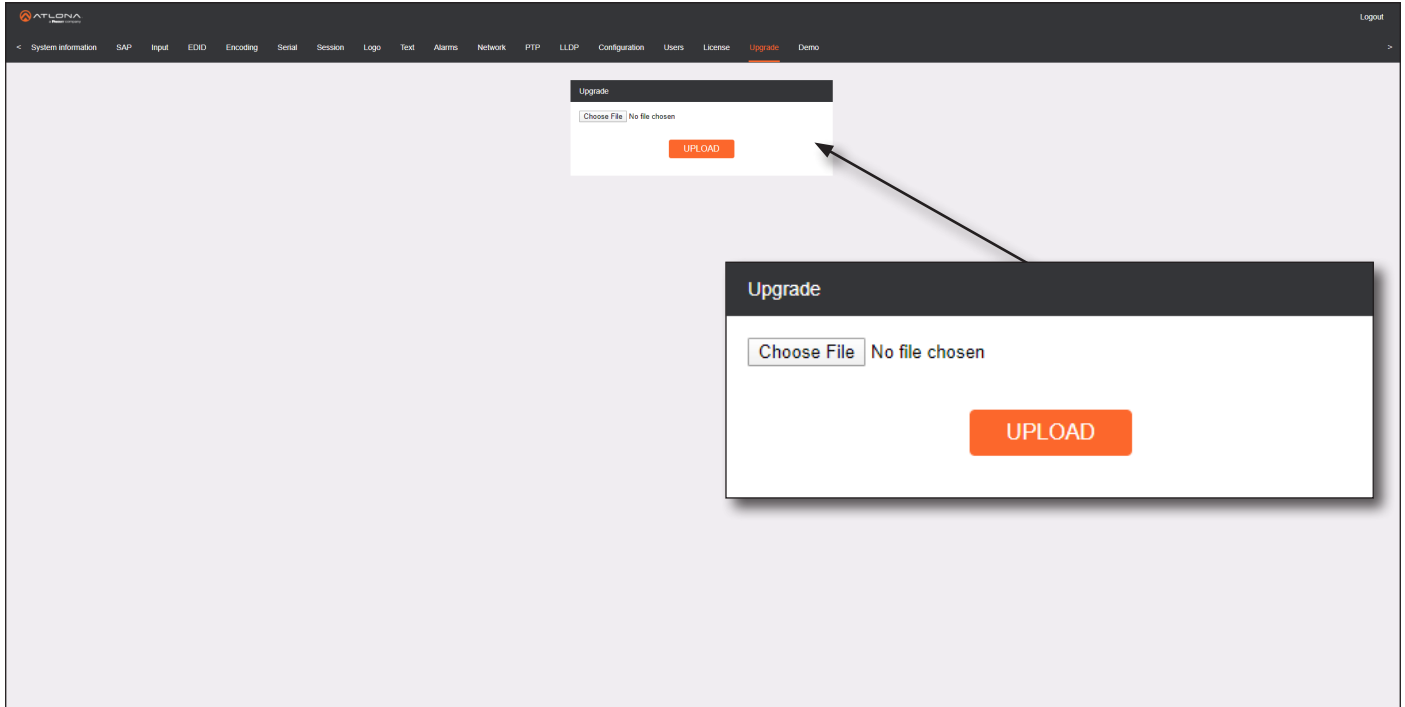 ATLONA
Logout
< System information SAP Input EDID Encoding Serial Session Logo Text Alarms Network PTP LLDP Configuration Users License Upgrade Demo >
Upgrade
Choose File No file chosen
UPLOAD
Upgrade
Choose File No file chosen
UPLOAD